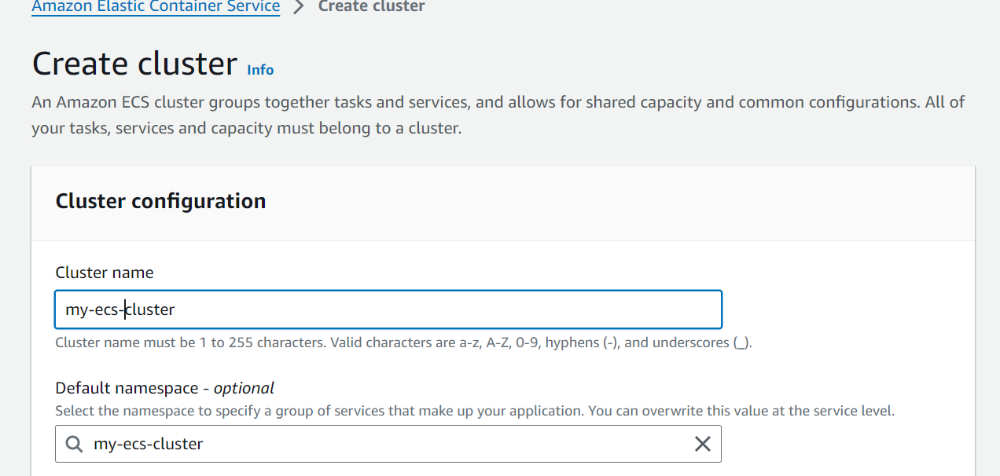 Amazon Elastic Container Service > Create cluster
Create cluster Info
An Amazon ECS cluster groups together tasks and services, and allows for shared capacity and common configurations. All of
your tasks, services and capacity must belong to a cluster.
Cluster configuration
Cluster name
my-ecs-cluster
Cluster name must be 1 to 255 characters. Valid characters are a-z, A-Z, 0-9, hyphens (-), and underscores (_).
Default namespace - optional
Select the namespace to specify a group of services that make up your application. You can overwrite this value at the service level.
my-ecs-cluster